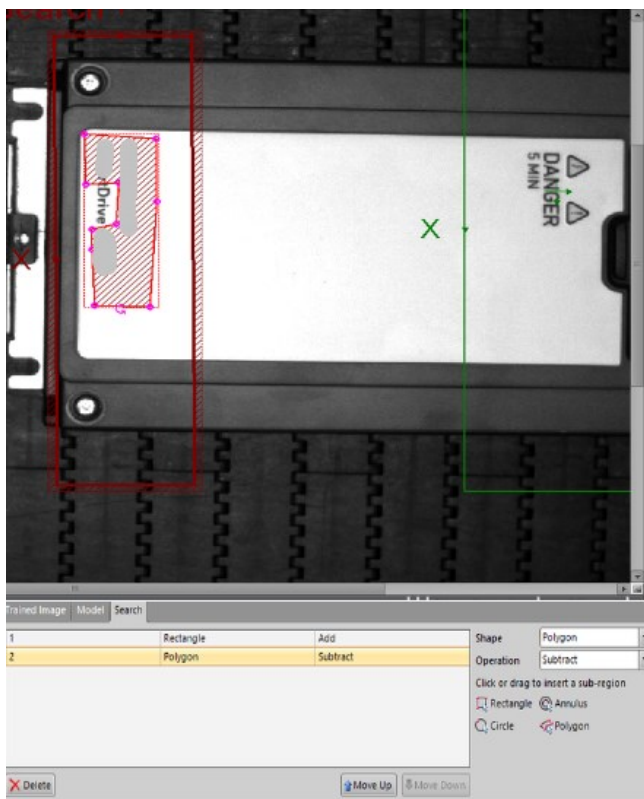 Search
Drive
DANGER
5 MIN
Trained Image Model Search
1 Rectangle Add
2 Polygon Subtract
Shape Polygon
Operation Subtract
Click or drag to insert a sub-region
Rectangle Annulus
Circle Polygon
Delete
Move Up
Move Down